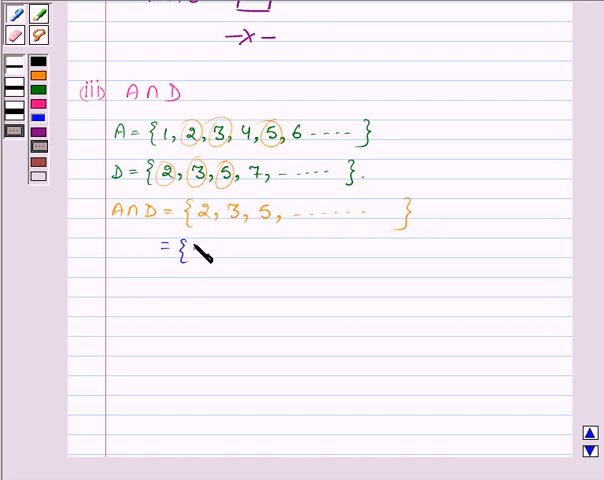 -x-
(iii) A ∩ D
A = {1, 2, 3, 4, 5, 6 ---- }
D = {2, 3, 5, 7, ------ }.
A ∩ D = {2, 3, 5, ------- }
= {